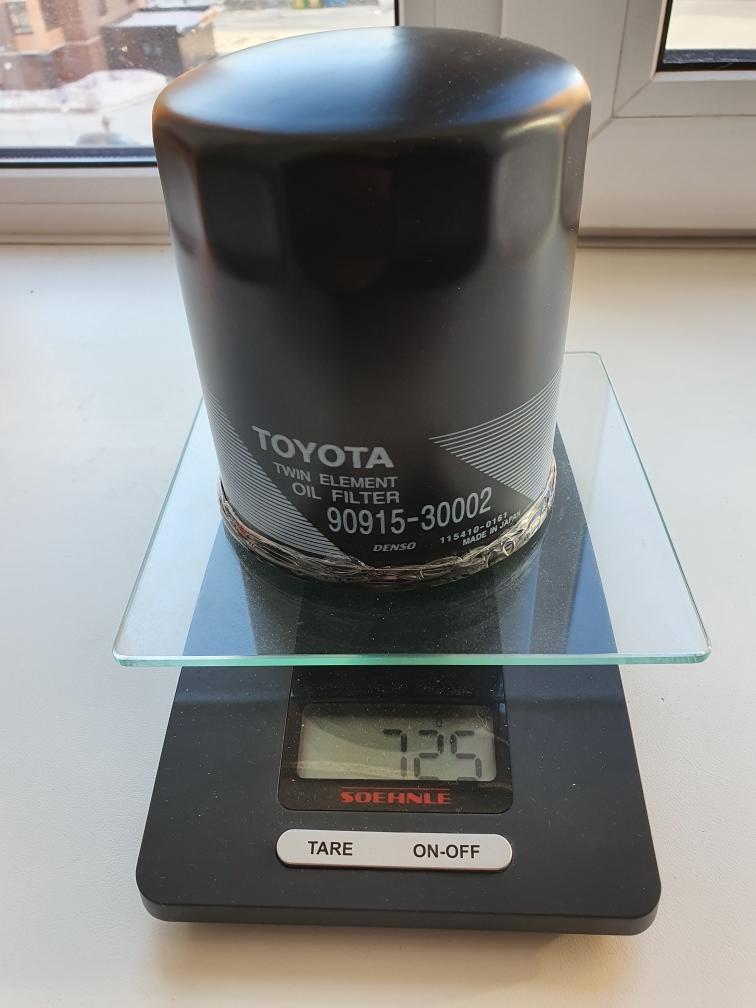 TOYOTA
TWIN ELEMENT
OIL FILTER
90915-30002
DENSO
115410-0161
MADE IN JAPAN
725
SOEHNLE
TARE ON-OFF